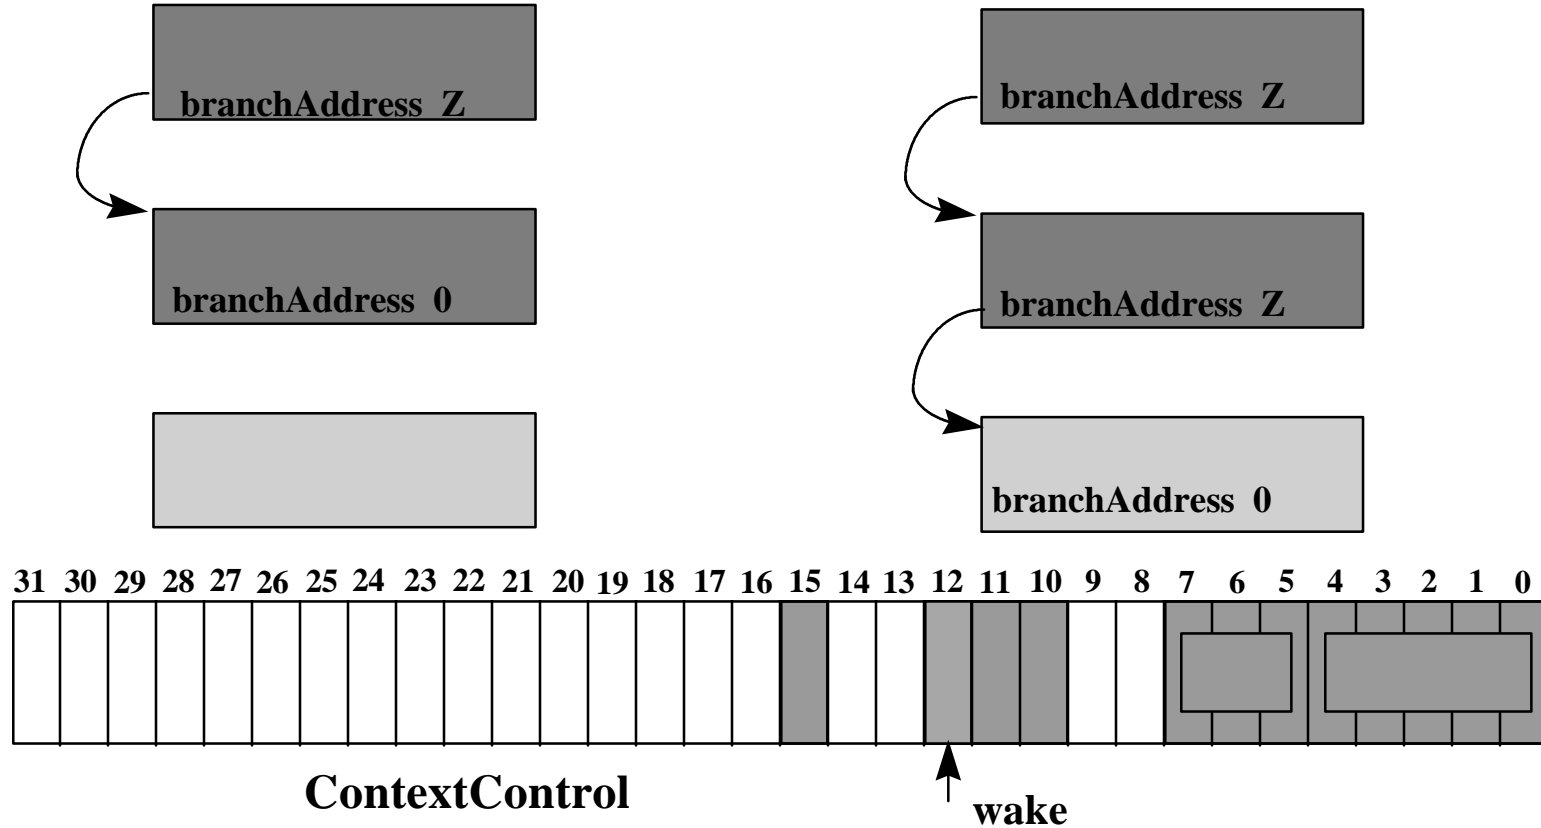 branchAddress Z
branchAddress Z
branchAddress 0
branchAddress Z
branchAddress 0
31 30 29 28 27 26 25 24 23 22 21 20 19 18 17 16 15 14 13 12 11 10 9 8 7 6 5 4 3 2 1 0
ContextControl
wake